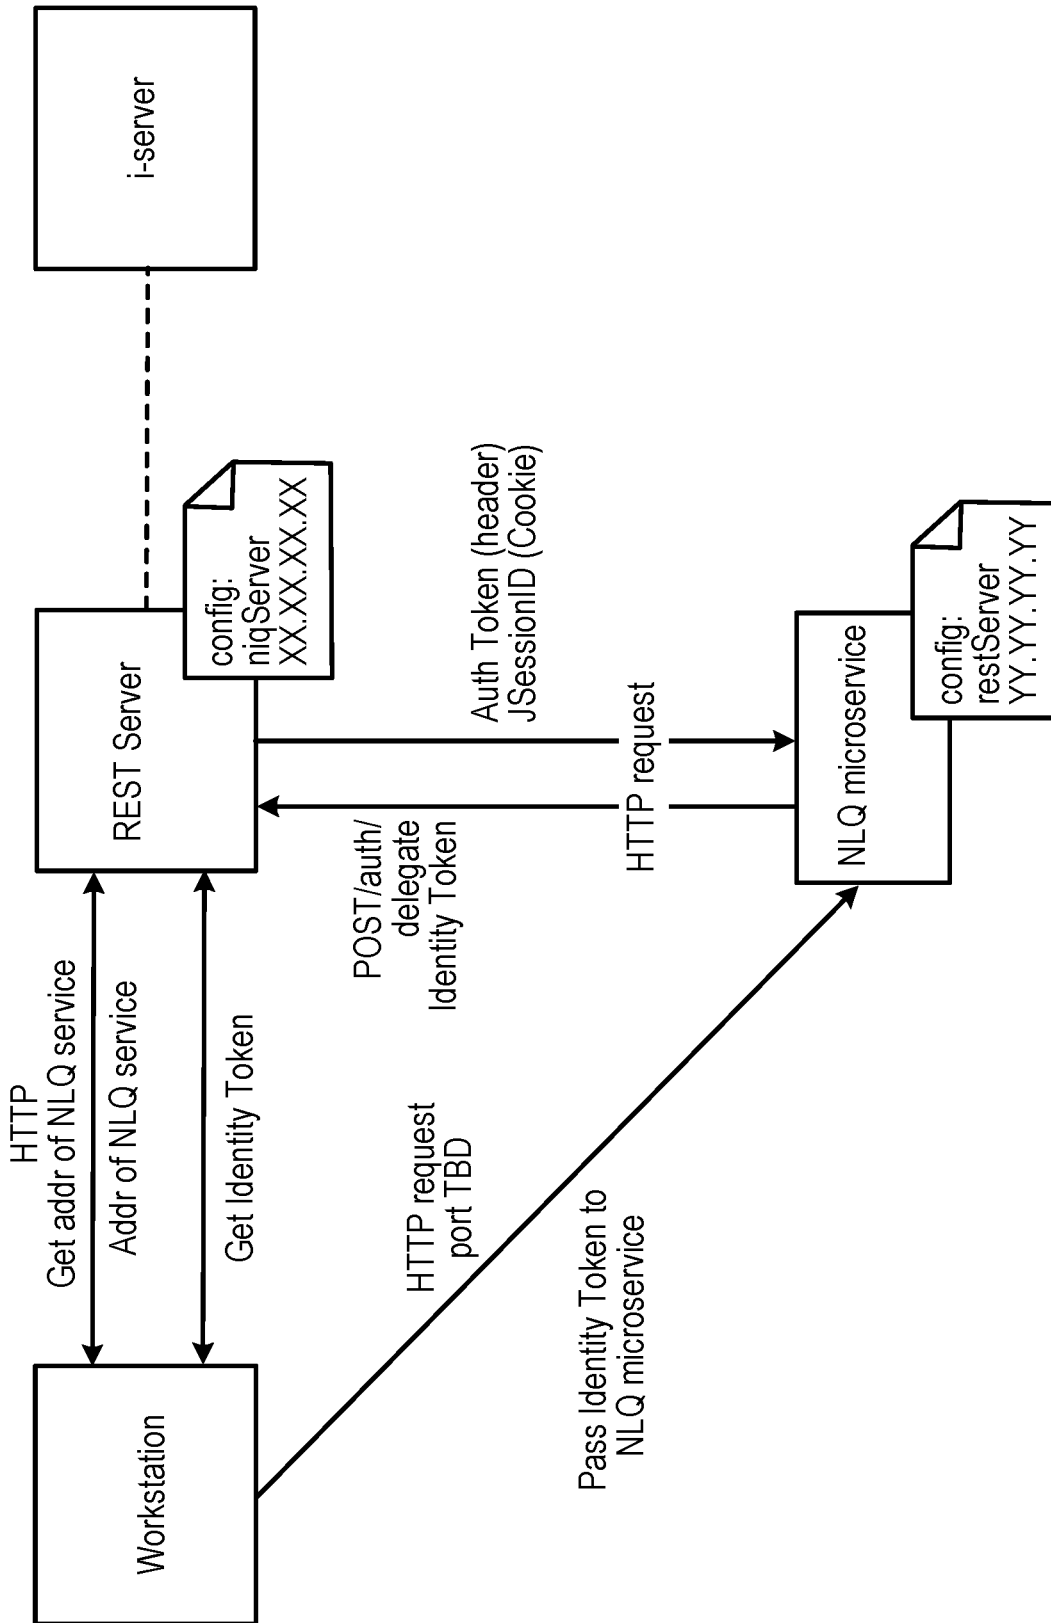 Workstation
HTTP
Get addr of NLQ service
Addr of NLQ service
Get Identity Token
REST Server
config:
niqServer
XX.XX.XX.XX
i-server
HTTP request
port TBD
Pass Identity Token to
NLQ microservice
POST/auth/
delegate
Identity Token
HTTP request
Auth Token (header)
JSessionID (Cookie)
NLQ microservice
config:
restServer
YY.YY.YY.YY